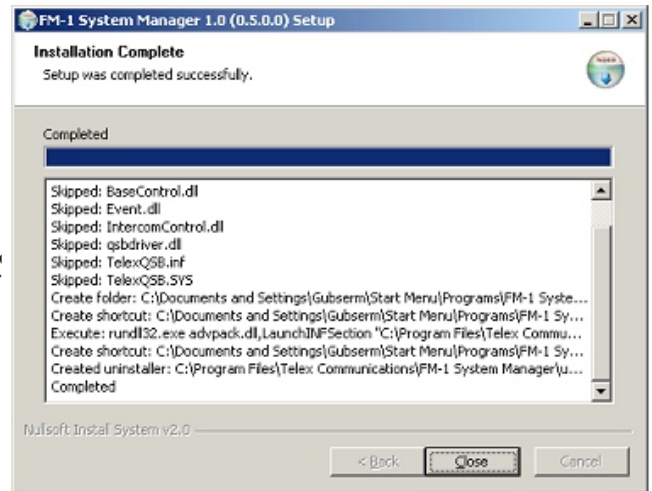 FM-1 System Manager 1.0 (0.5.0.0) Setup
Installation Complete
Setup was completed successfully.
Completed
Skipped: BaseControl.dll
Skipped: Event.dll
Skipped: IntercomControl.dll
Skipped: qsbdriver.dll
Skipped: TelexQSB.inf
Skipped: TelexQSB.SYS
Create folder: C:\Documents and Settings\Gubserm\Start Menu\Programs\FM-1 Syste...
Create shortcut: C:\Documents and Settings\Gubserm\Start Menu\Programs\FM-1 Sy...
Execute: rundll32.exe advpack.dll,LaunchINFSection "C:\Program Files\Telex Commu...
Create shortcut: C:\Documents and Settings\Gubserm\Start Menu\Programs\FM-1 Sy...
Created uninstaller: C:\Program Files\Telex Communications\FM-1 System Manager\u...
Completed
Nullsoft Install System v2.0
< Back Close Cancel